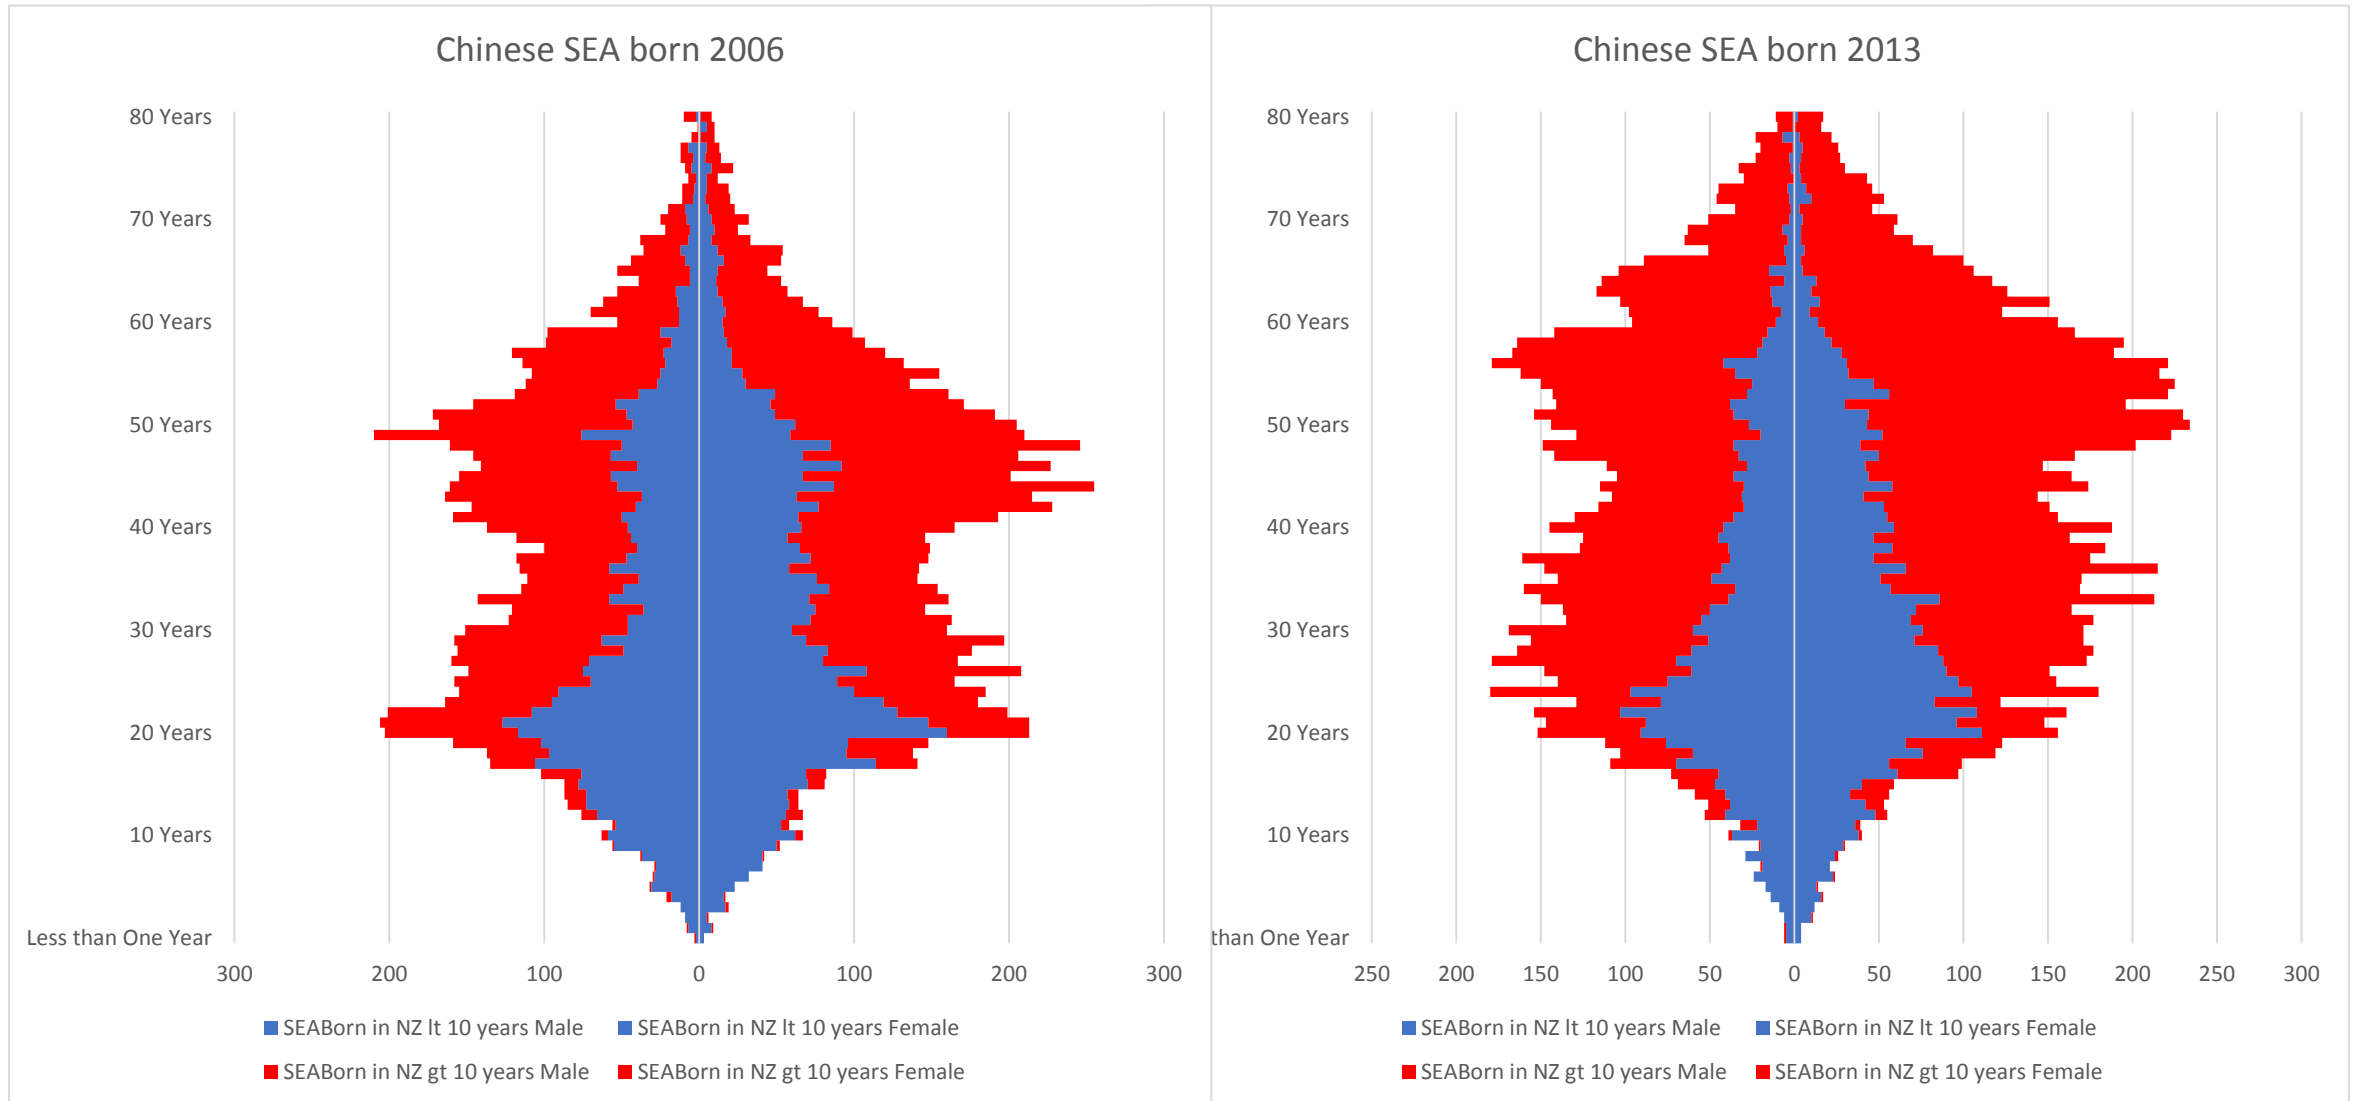 Chinese SEA born 2006
80 Years
70 Years
60 Years
50 Years
40 Years
30 Years
20 Years
10 Years
Less than One Year
300 200 100 0 100 200 300
SEABorn in NZ lt 10 years Male SEABorn in NZ lt 10 years Female
SEABorn in NZ gt 10 years Male SEABorn in NZ gt 10 years Female
Chinese SEA born 2013
80 Years
70 Years
60 Years
50 Years
40 Years
30 Years
20 Years
10 Years
than One Year
250 200 150 100 50 0 50 100 150 200 250 300
SEABorn in NZ lt 10 years Male SEABorn in NZ lt 10 years Female
SEABorn in NZ gt 10 years Male SEABorn in NZ gt 10 years Female